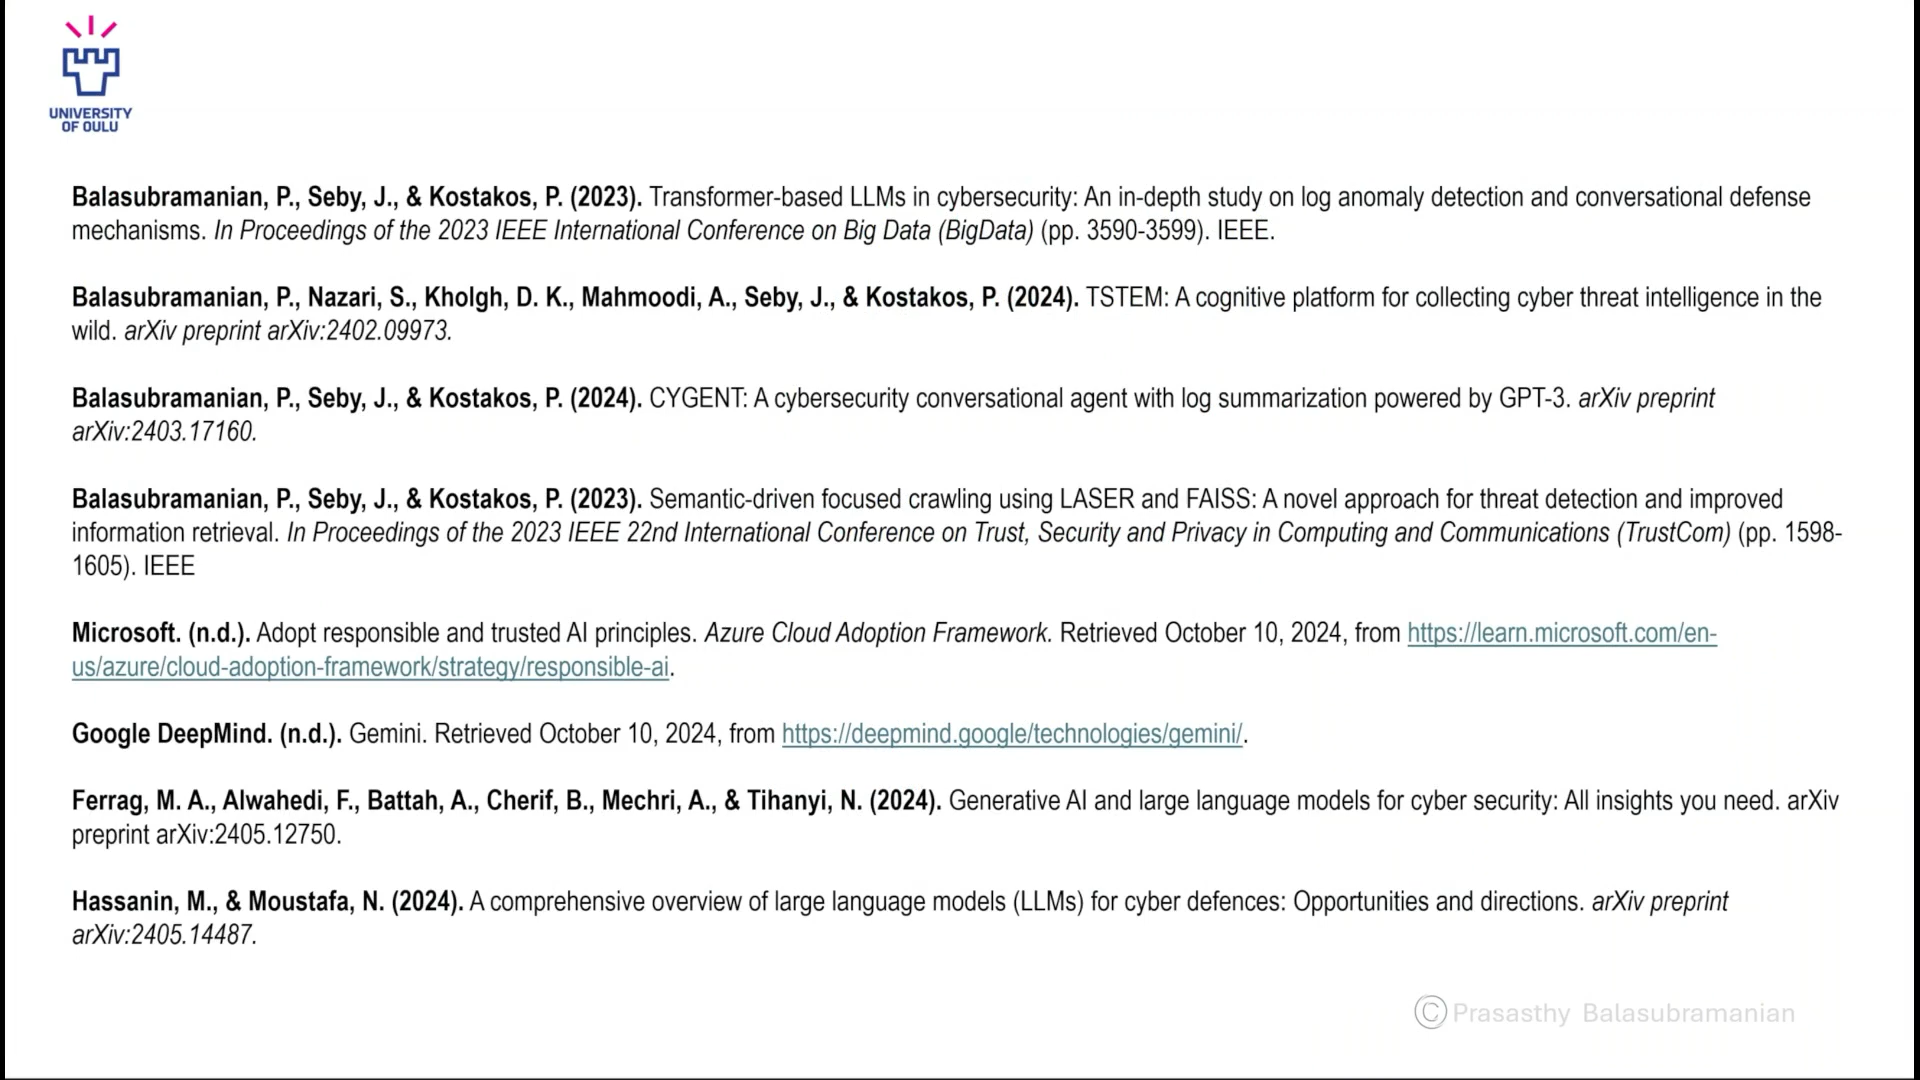 UNIVERSITY
OF OULU
Balasubramanian, P., Seby, J., & Kostakos, P. (2023). Transformer-based LLMs in cybersecurity: An in-depth study on log anomaly detection and conversational defense
mechanisms. In Proceedings of the 2023 IEEE International Conference on Big Data (BigData) (pp. 3590-3599). IEEE.
Balasubramanian, P., Nazari, S., Kholgh, D. K., Mahmoodi, A., Seby, J., & Kostakos, P. (2024). TSTEM: A cognitive platform for collecting cyber threat intelligence in the
wild. arXiv preprint arXiv:2402.09973.
Balasubramanian, P., Seby, J., & Kostakos, P. (2024). CYGENT: A cybersecurity conversational agent with log summarization powered by GPT-3. arXiv preprint
arXiv:2403.17160.
Balasubramanian, P., Seby, J., & Kostakos, P. (2023). Semantic-driven focused crawling using LASER and FAISS: A novel approach for threat detection and improved
information retrieval. In Proceedings of the 2023 IEEE 22nd International Conference on Trust, Security and Privacy in Computing and Communications (TrustCom) (pp. 1598-
1605). IEEE
Microsoft. (n.d.). Adopt responsible and trusted AI principles. Azure Cloud Adoption Framework. Retrieved October 10, 2024, from https://learn.microsoft.com/en-
us/azure/cloud-adoption-framework/strategy/responsible-ai.
Google DeepMind. (n.d.). Gemini. Retrieved October 10, 2024, from https://deepmind.google/technologies/gemini/.
Ferrag, M. A., Alwahedi, F., Battah, A., Cherif, B., Mechri, A., & Tihanyi, N. (2024). Generative AI and large language models for cyber security: All insights you need. arXiv
preprint arXiv:2405.12750.
Hassanin, M., & Moustafa, N. (2024). A comprehensive overview of large language models (LLMs) for cyber defences: Opportunities and directions. arXiv preprint
arXiv:2405.14487.
© Prasasthy Balasubramanian